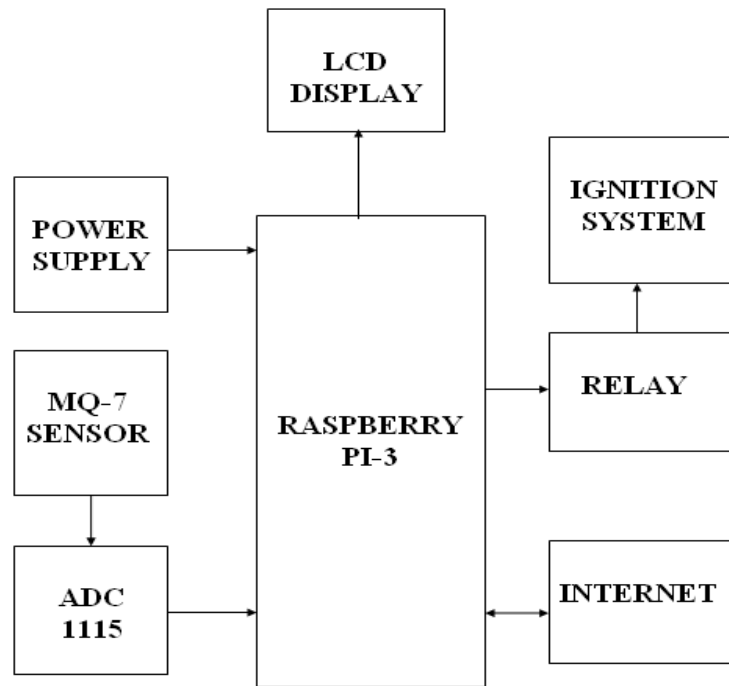 LCD
DISPLAY
IGNITION
SYSTEM
POWER
SUPPLY
MQ-7
SENSOR
RASPBERRY
PI-3
RELAY
ADC
1115
INTERNET